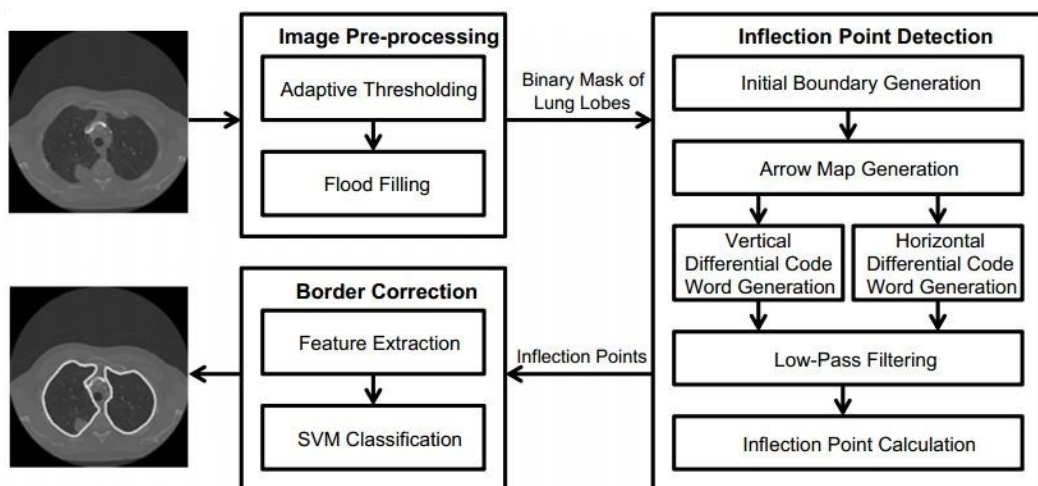 Image Pre-processing
Adaptive Thresholding
Flood Filling
Binary Mask of
Lung Lobes
Inflection Point Detection
Initial Boundary Generation
Arrow Map Generation
Vertical
Differential Code
Word Generation
Horizontal
Differential Code
Word Generation
Low-Pass Filtering
Inflection Point Calculation
Inflection Points
Border Correction
Feature Extraction
SVM Classification